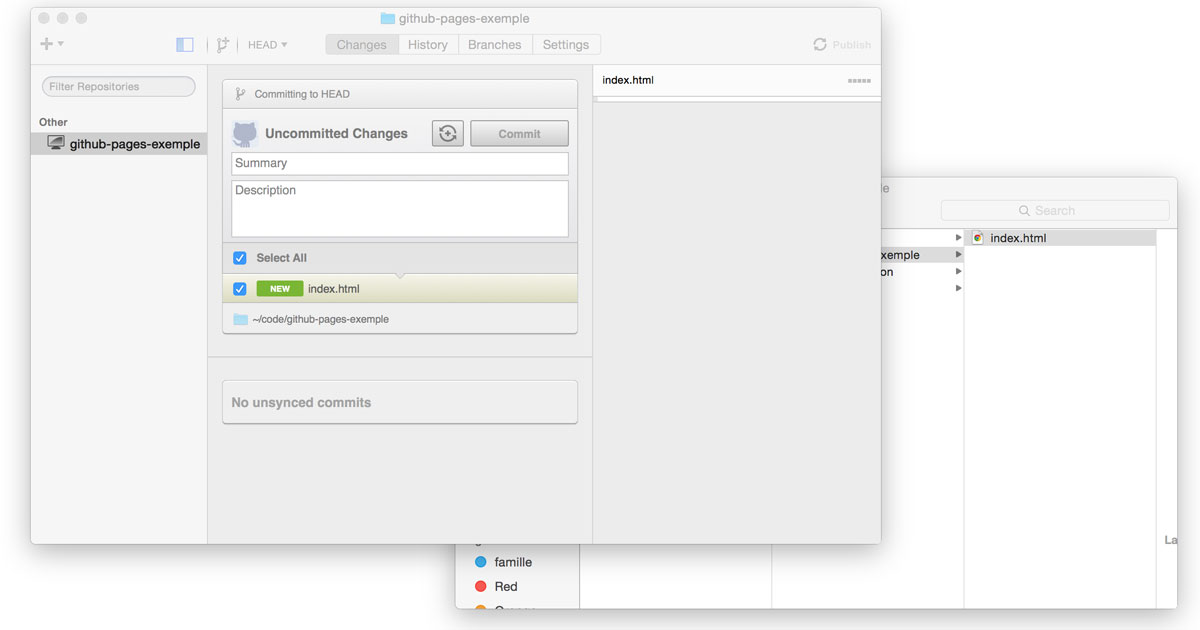 github-pages-exemple
HEAD
Changes
History
Branches
Settings
Publish
Filter Repositories
Other
github-pages-exemple
Committing to HEAD
Uncommitted Changes
Commit
Summary
Description
Select All
NEW index.html
~/code/github-pages-exemple
No unsynced commits
index.html
le
Search
index.html
xemple
on
La
famille
Red